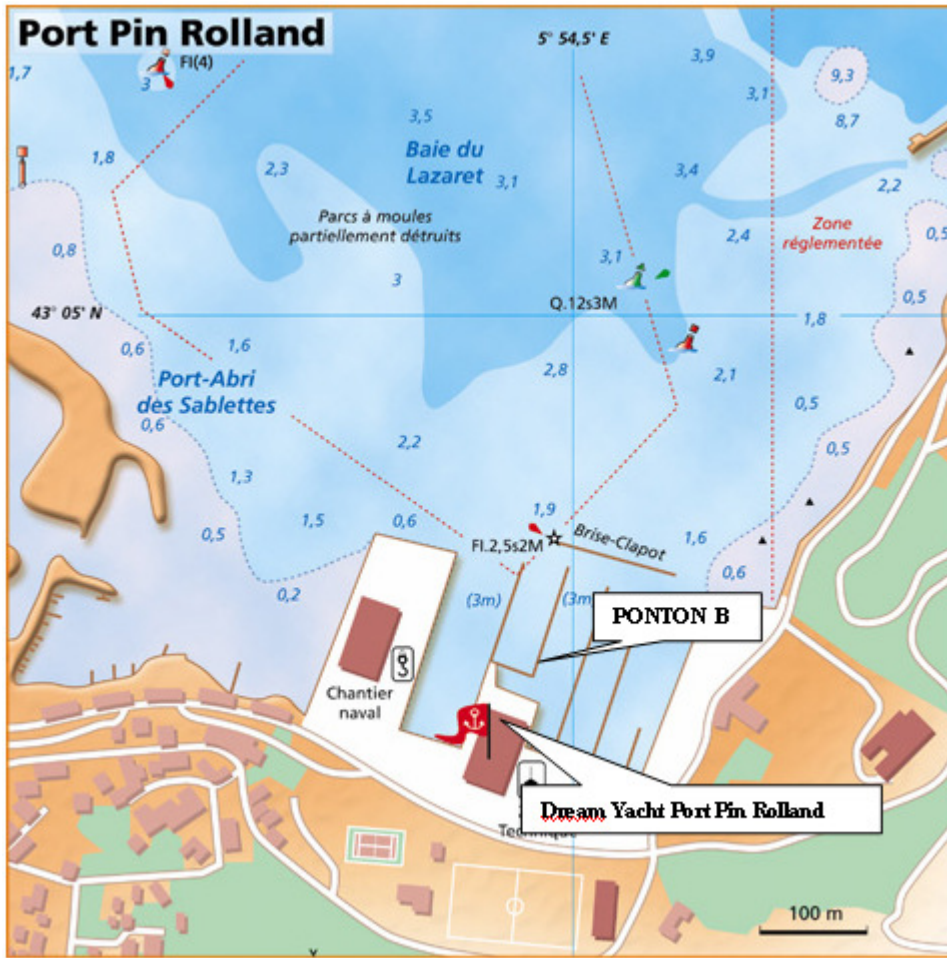 Port Pin Rolland
5° 54,5' E
Fl(4)
3,9
9,3
1,7
3
3,1
3,5
8,7
Baie du
Lazaret
1,8
2,3
3,1
3,4
2,2
Parcs à moules
partiellement détruits
Zone
réglementée
0,5
2,4
0,8
3,1
3
0,5
Q.12s3M
43° 05' N
1,8
0,6
1,6
2,8
2,1
Port-Abri
des Sablettes
0,5
0,6
2,2
0,5
1,3
1,9
0,5
1,5
0,6
Brise-Clapot
1,6
Fl.2,5s2M
0,6
0,2
(3m)
(3m)
PONTON B
Chantier
naval
Dream Yacht Port Pin Rolland
100 m